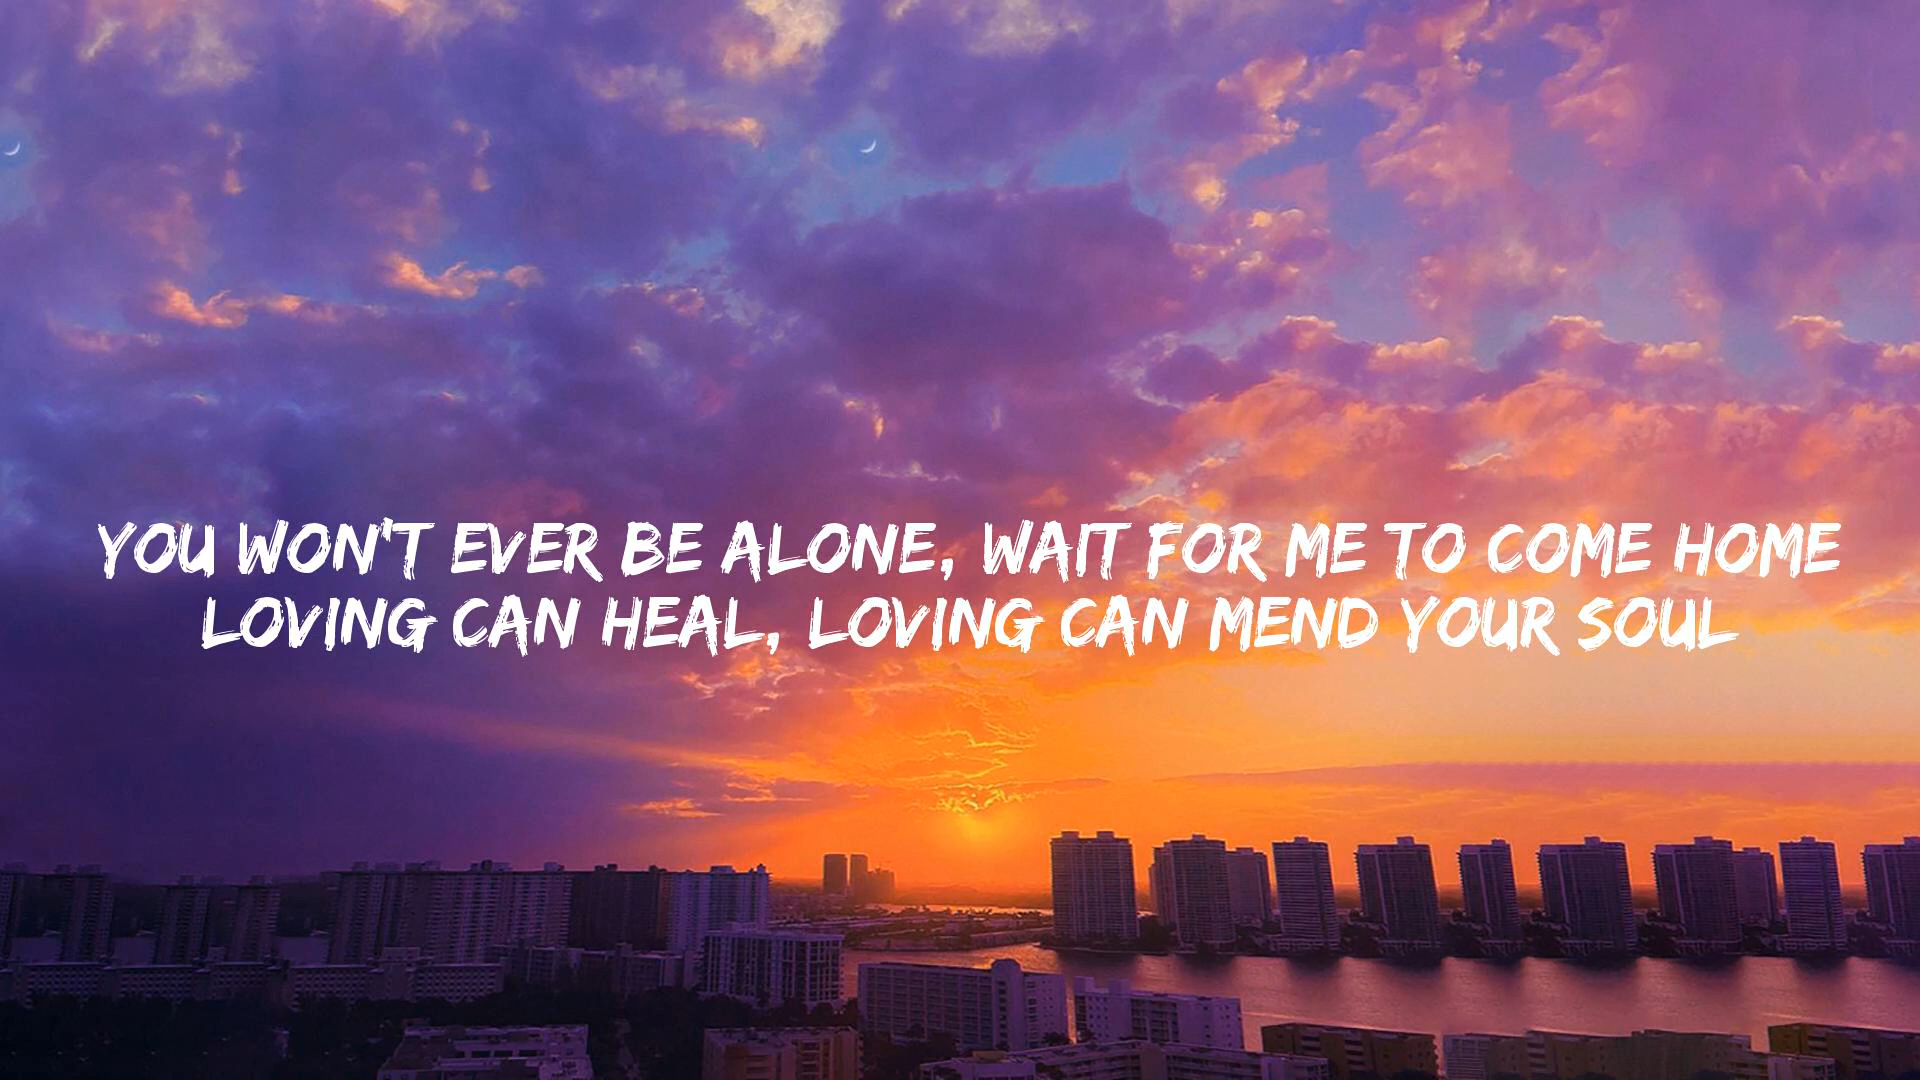 YOU WON'T EVER BE ALONE, WAIT FOR ME TO COME HOME
LOVING CAN HEAL, LOVING CAN MEND YOUR SOUL